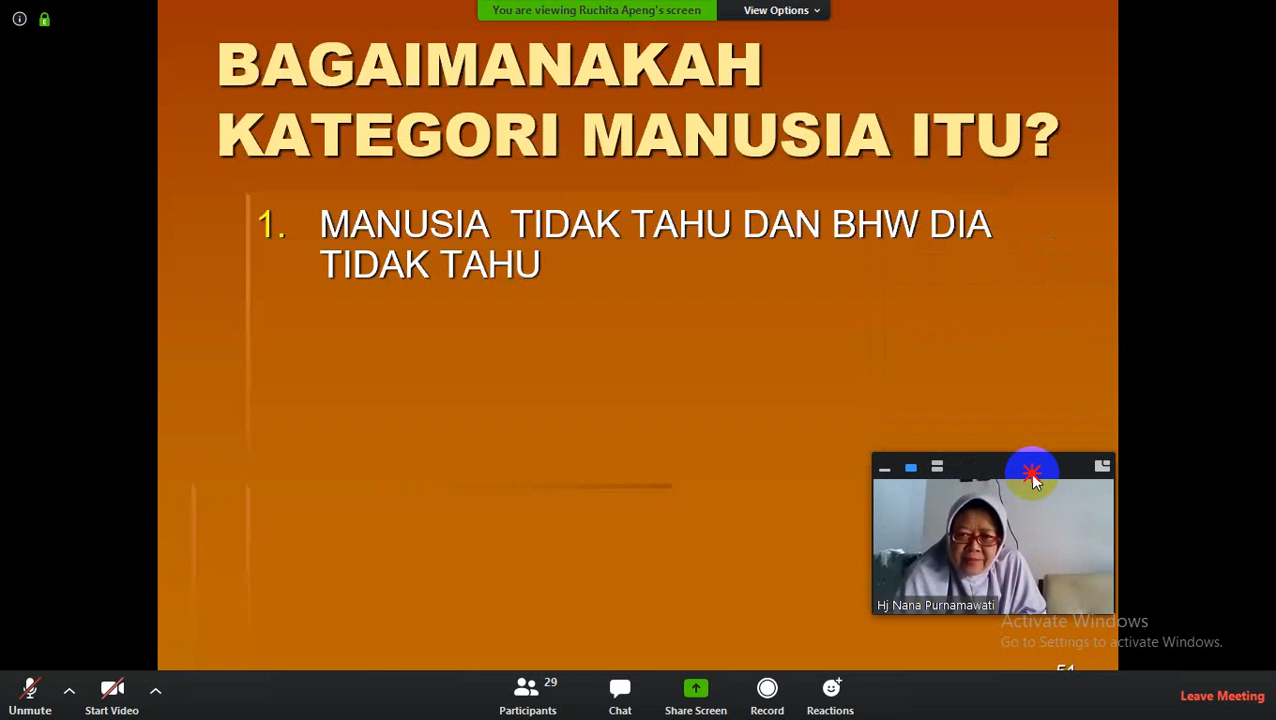 You are viewing Ruchita Apeng's screen
View Options
BAGAIMANAKAH
KATEGORI MANUSIA ITU?
1. MANUSIA TIDAK TAHU DAN BHW DIA
TIDAK TAHU
Hj Nana Purnamawati
Activate Windows
Go to Settings to activate Windows.
51
Unmute
Start Video
29
Participants
Chat
Share Screen
Record
Reactions
Leave Meeting